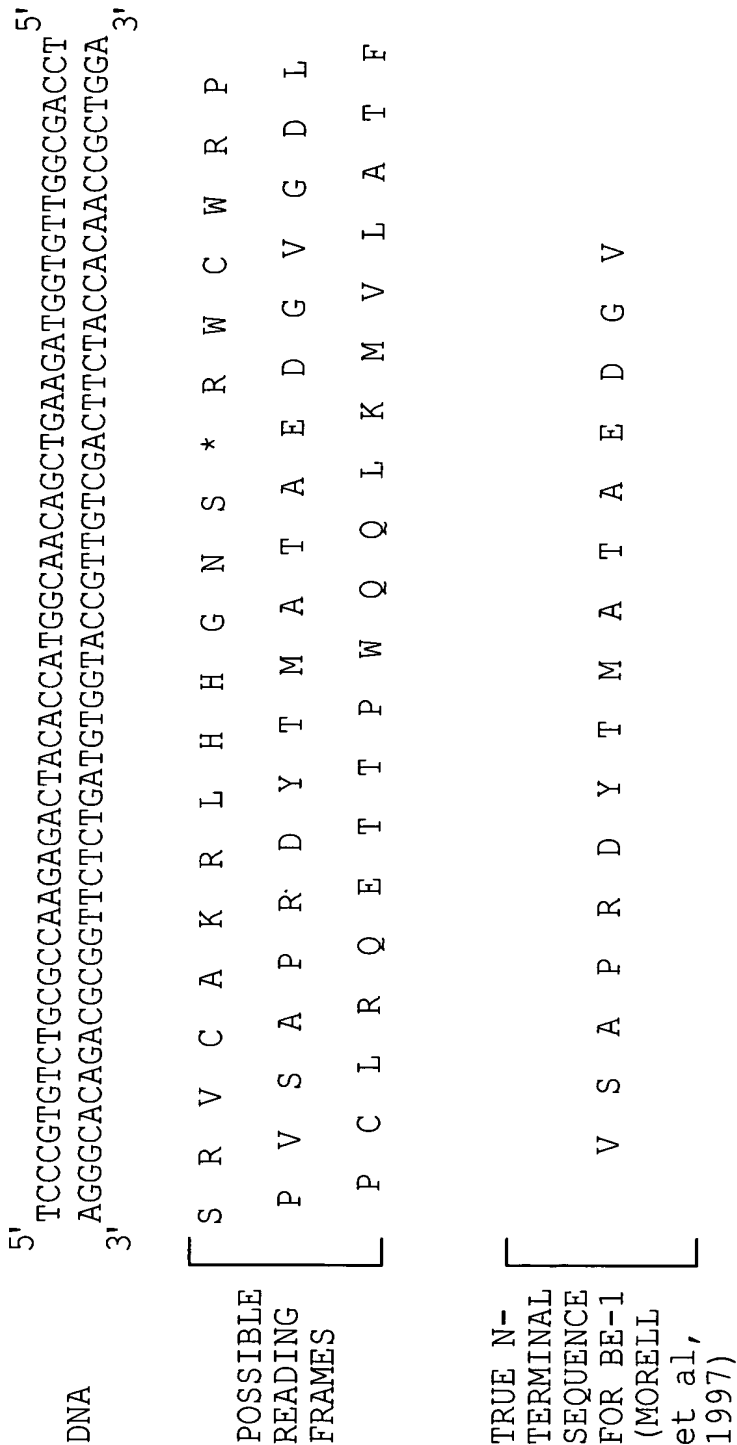 5' 5'
DNA TCCCGTGTCTGCGCCAAGAGACTACACCATGGCAACAGCTGAAGATGGTGTTGGCGACCT
AGGGCACAGACGCGGTTCTCTGATGTGGTACCGTTGTCGACTTCTACCACAACCGCTGGA
3' 3'
POSSIBLE
READING
FRAMES
S R V C A K R L H H G N S * R W C W R P
P V S A P R D Y T M A T A E D G V G D L
P C L R Q E T T P W Q Q L K M V L A T F
TRUE N-
TERMINAL
SEQUENCE
FOR BE-1
(MORELL
et al,
1997)
V S A P R D Y T M A T A E D G V